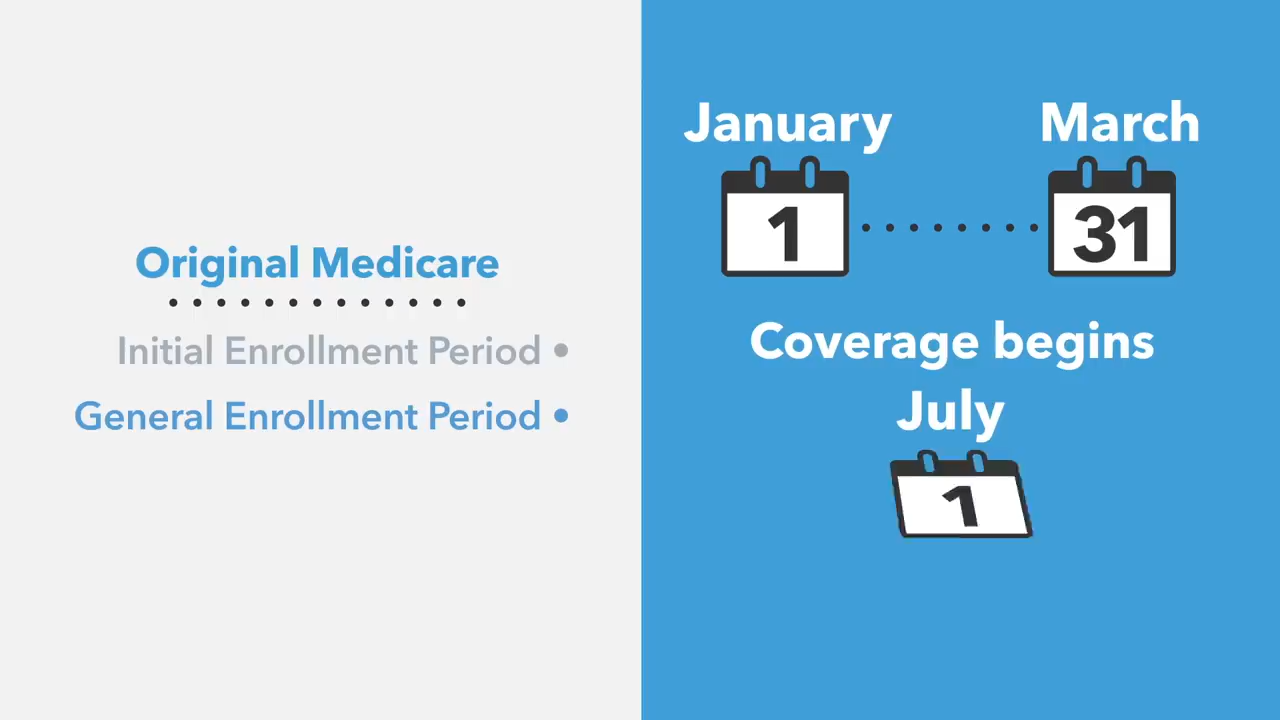 Original Medicare
Initial Enrollment Period •
General Enrollment Period •
January
March
1
31
Coverage begins
July
1